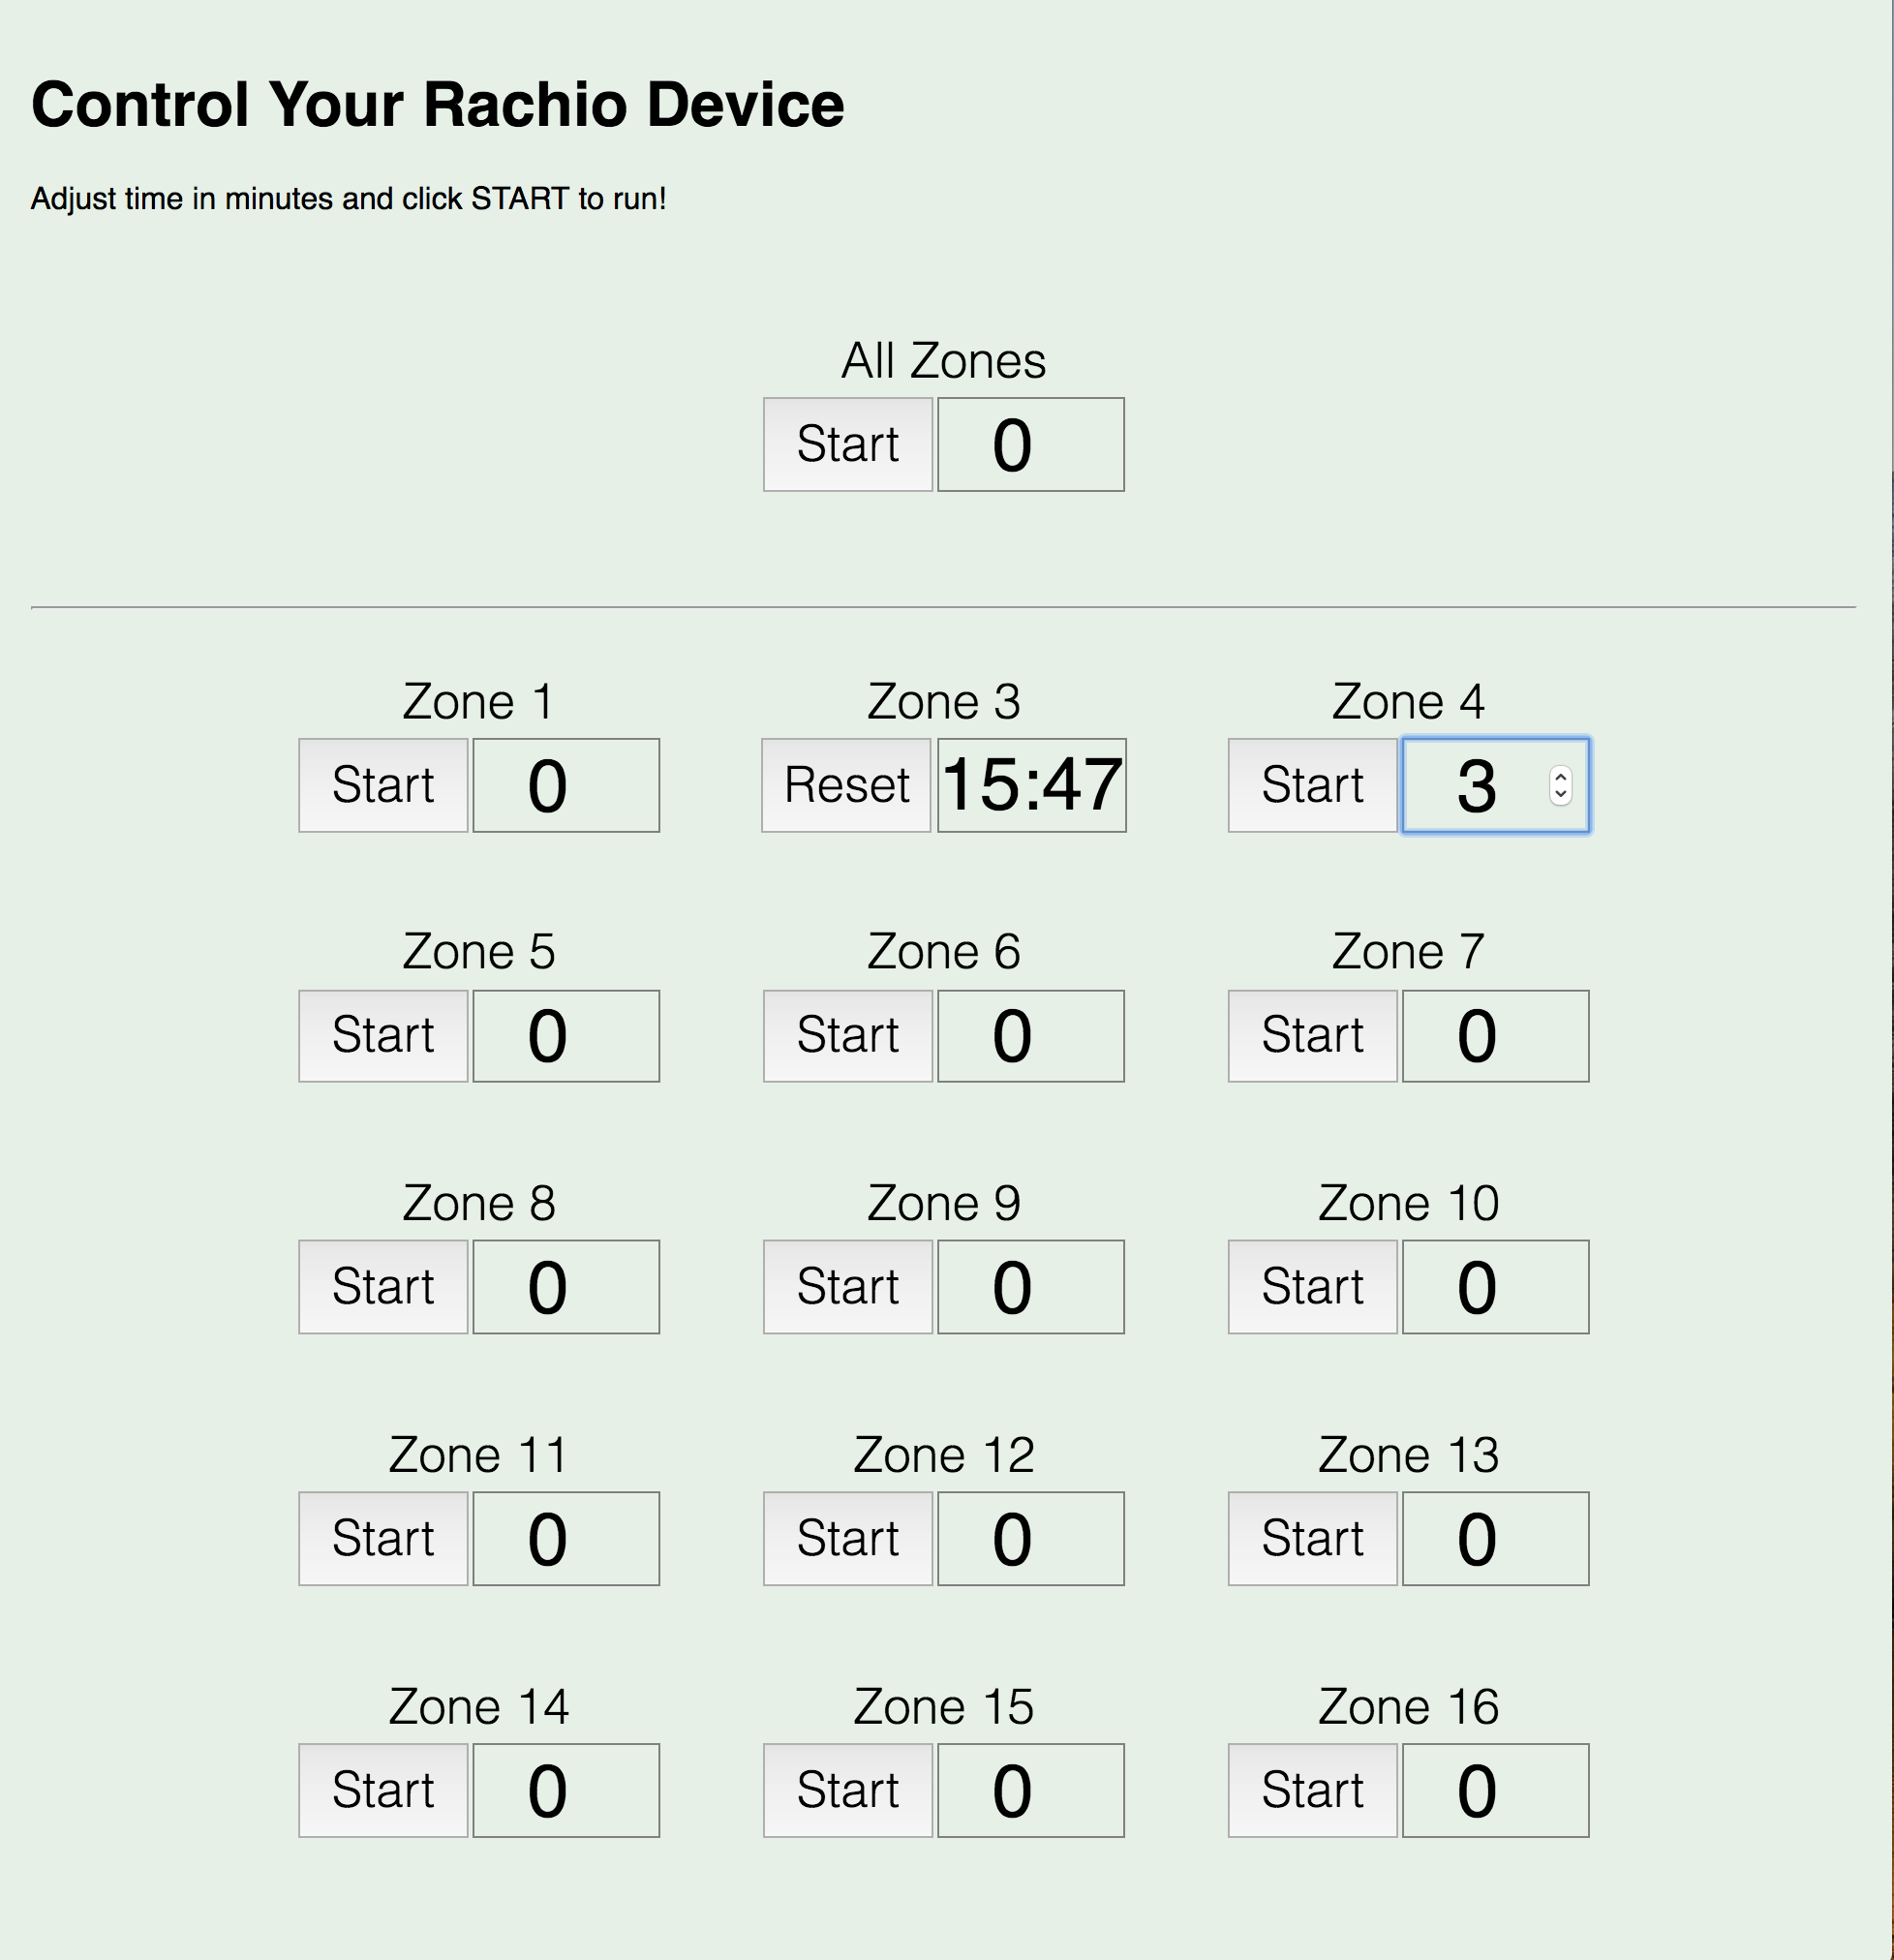 Control Your Rachio Device
Adjust time in minutes and click START to run!
All Zones
Start 0
Zone 1 Zone 3 Zone 4
Start 0 Reset 15:47 Start 3
Zone 5 Zone 6 Zone 7
Start 0 Start 0 Start 0
Zone 8 Zone 9 Zone 10
Start 0 Start 0 Start 0
Zone 11 Zone 12 Zone 13
Start 0 Start 0 Start 0
Zone 14 Zone 15 Zone 16
Start 0 Start 0 Start 0